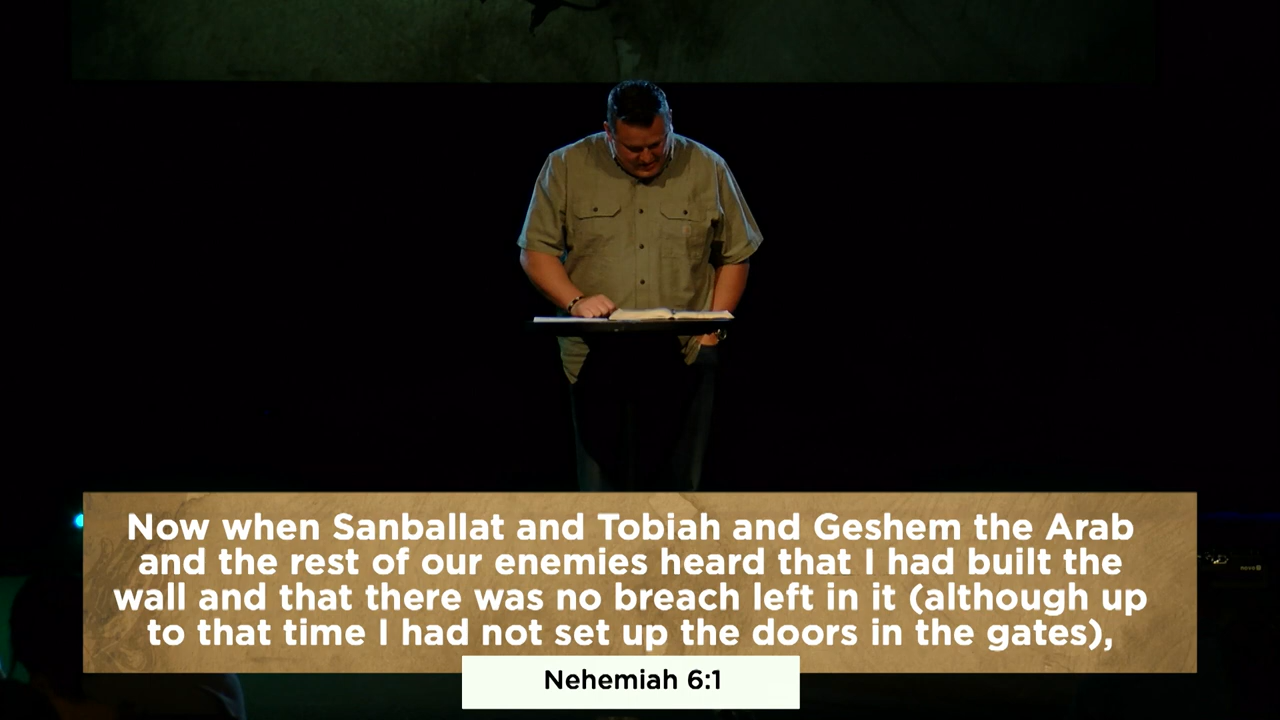 Now when Sanballat and Tobiah and Geshem the Arab
and the rest of our enemies heard that I had built the
wall and that there was no breach left in it (although up
to that time I had not set up the doors in the gates),
Nehemiah 6:1